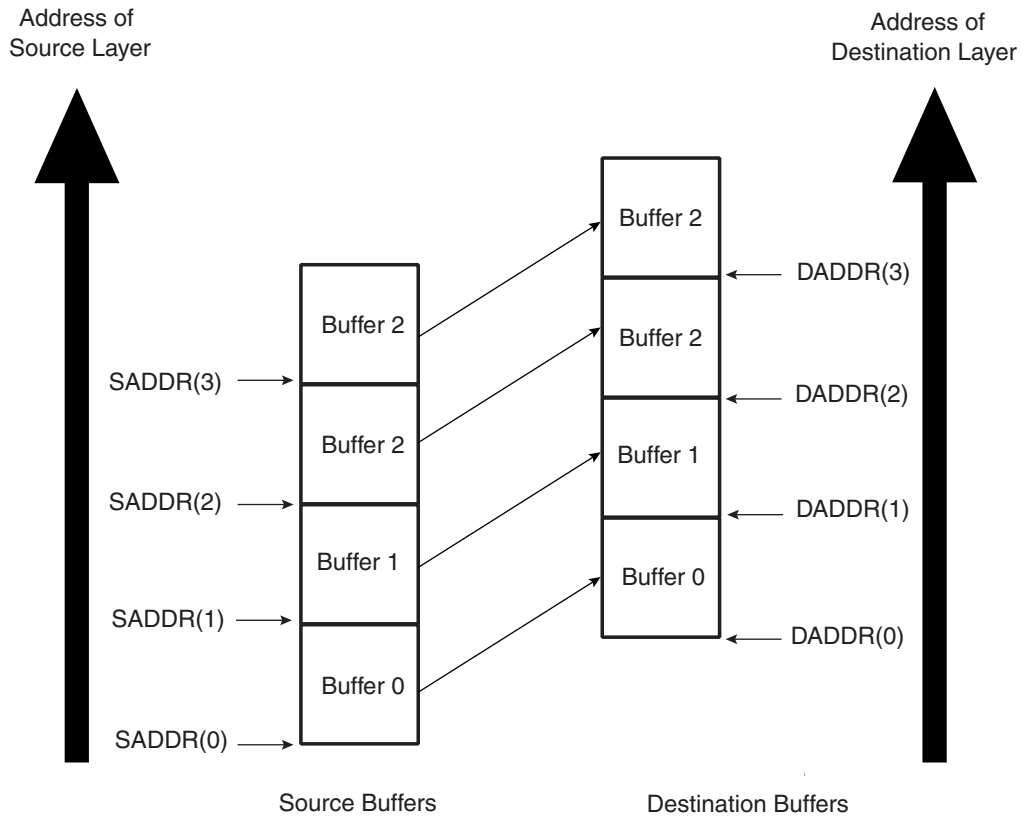 Address of
Source Layer
Address of
Destination Layer
Buffer 2
DADDR(3)
Buffer 2
Buffer 2
SADDR(3)
DADDR(2)
Buffer 2
Buffer 1
SADDR(2)
DADDR(1)
Buffer 1
Buffer 0
SADDR(1)
DADDR(0)
Buffer 0
SADDR(0)
Source Buffers
Destination Buffers